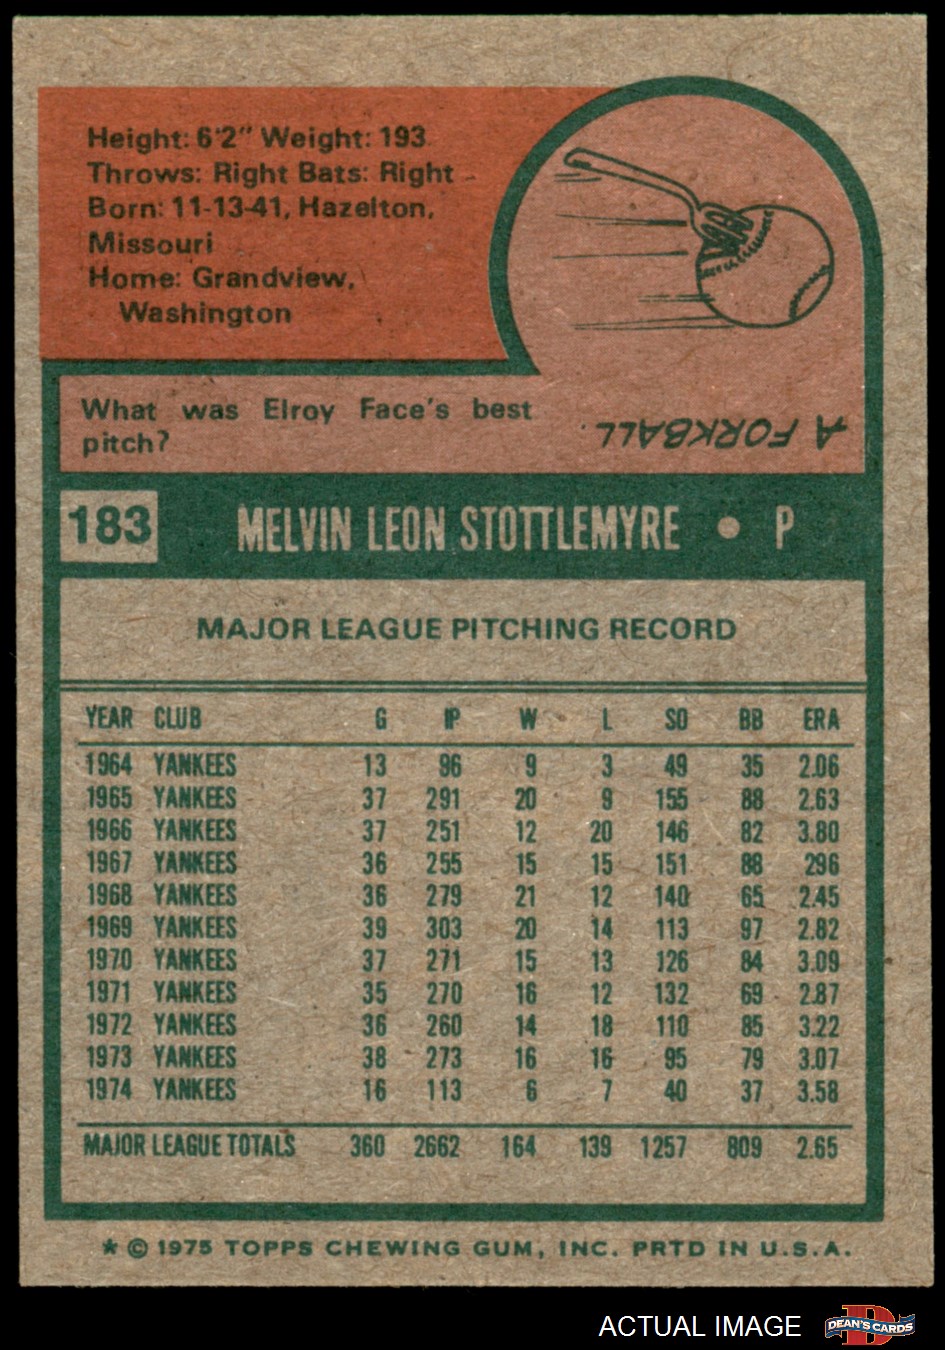 Height: 6'2" Weight: 193
Throws: Right Bats: Right
Born: 11-13-41, Hazelton,
Missouri
Home: Grandview,
Washington
What was Elroy Face's best
pitch?
A FORKBALL
183 MELVIN LEON STOTTLEMYRE • P
MAJOR LEAGUE PITCHING RECORD
YEAR CLUB G IP W L SO BB ERA
1964 YANKEES 13 96 9 3 49 35 2.06
1965 YANKEES 37 291 20 9 155 88 2.63
1966 YANKEES 37 251 12 20 146 82 3.80
1967 YANKEES 36 255 15 15 151 88 296
1968 YANKEES 36 279 21 12 140 65 2.45
1969 YANKEES 39 303 20 14 113 97 2.82
1970 YANKEES 37 271 15 13 126 84 3.09
1971 YANKEES 35 270 16 12 132 69 2.87
1972 YANKEES 36 260 14 18 110 85 3.22
1973 YANKEES 38 273 16 16 95 79 3.07
1974 YANKEES 16 113 6 7 40 37 3.58
MAJOR LEAGUE TOTALS 360 2662 164 139 1257 809 2.65
* © 1975 TOPPS CHEWING GUM, INC. PRTD IN U.S.A.
ACTUAL IMAGE D DEAN'S CARDS